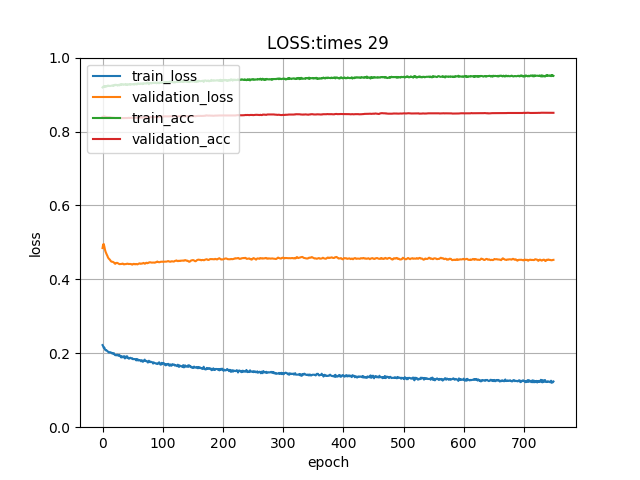 LOSS:times 29
1.0
0.8
0.6
0.4
0.2
0.0
loss
train_loss
validation_loss
train_acc
validation_acc
0 100 200 300 400 500 600 700
epoch